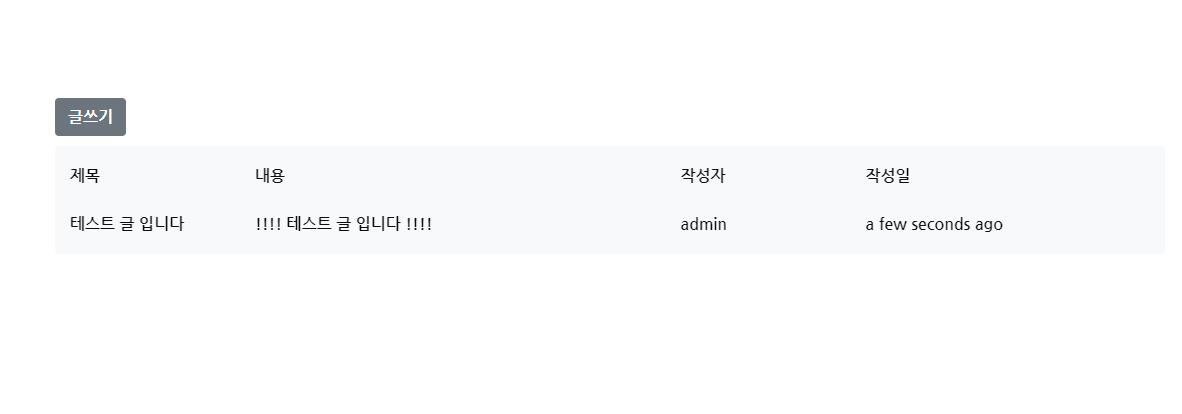 글쓰기
제목 내용 작성자 작성일
테스트 글 입니다 !!!! 테스트 글 입니다 !!!! admin a few seconds ago